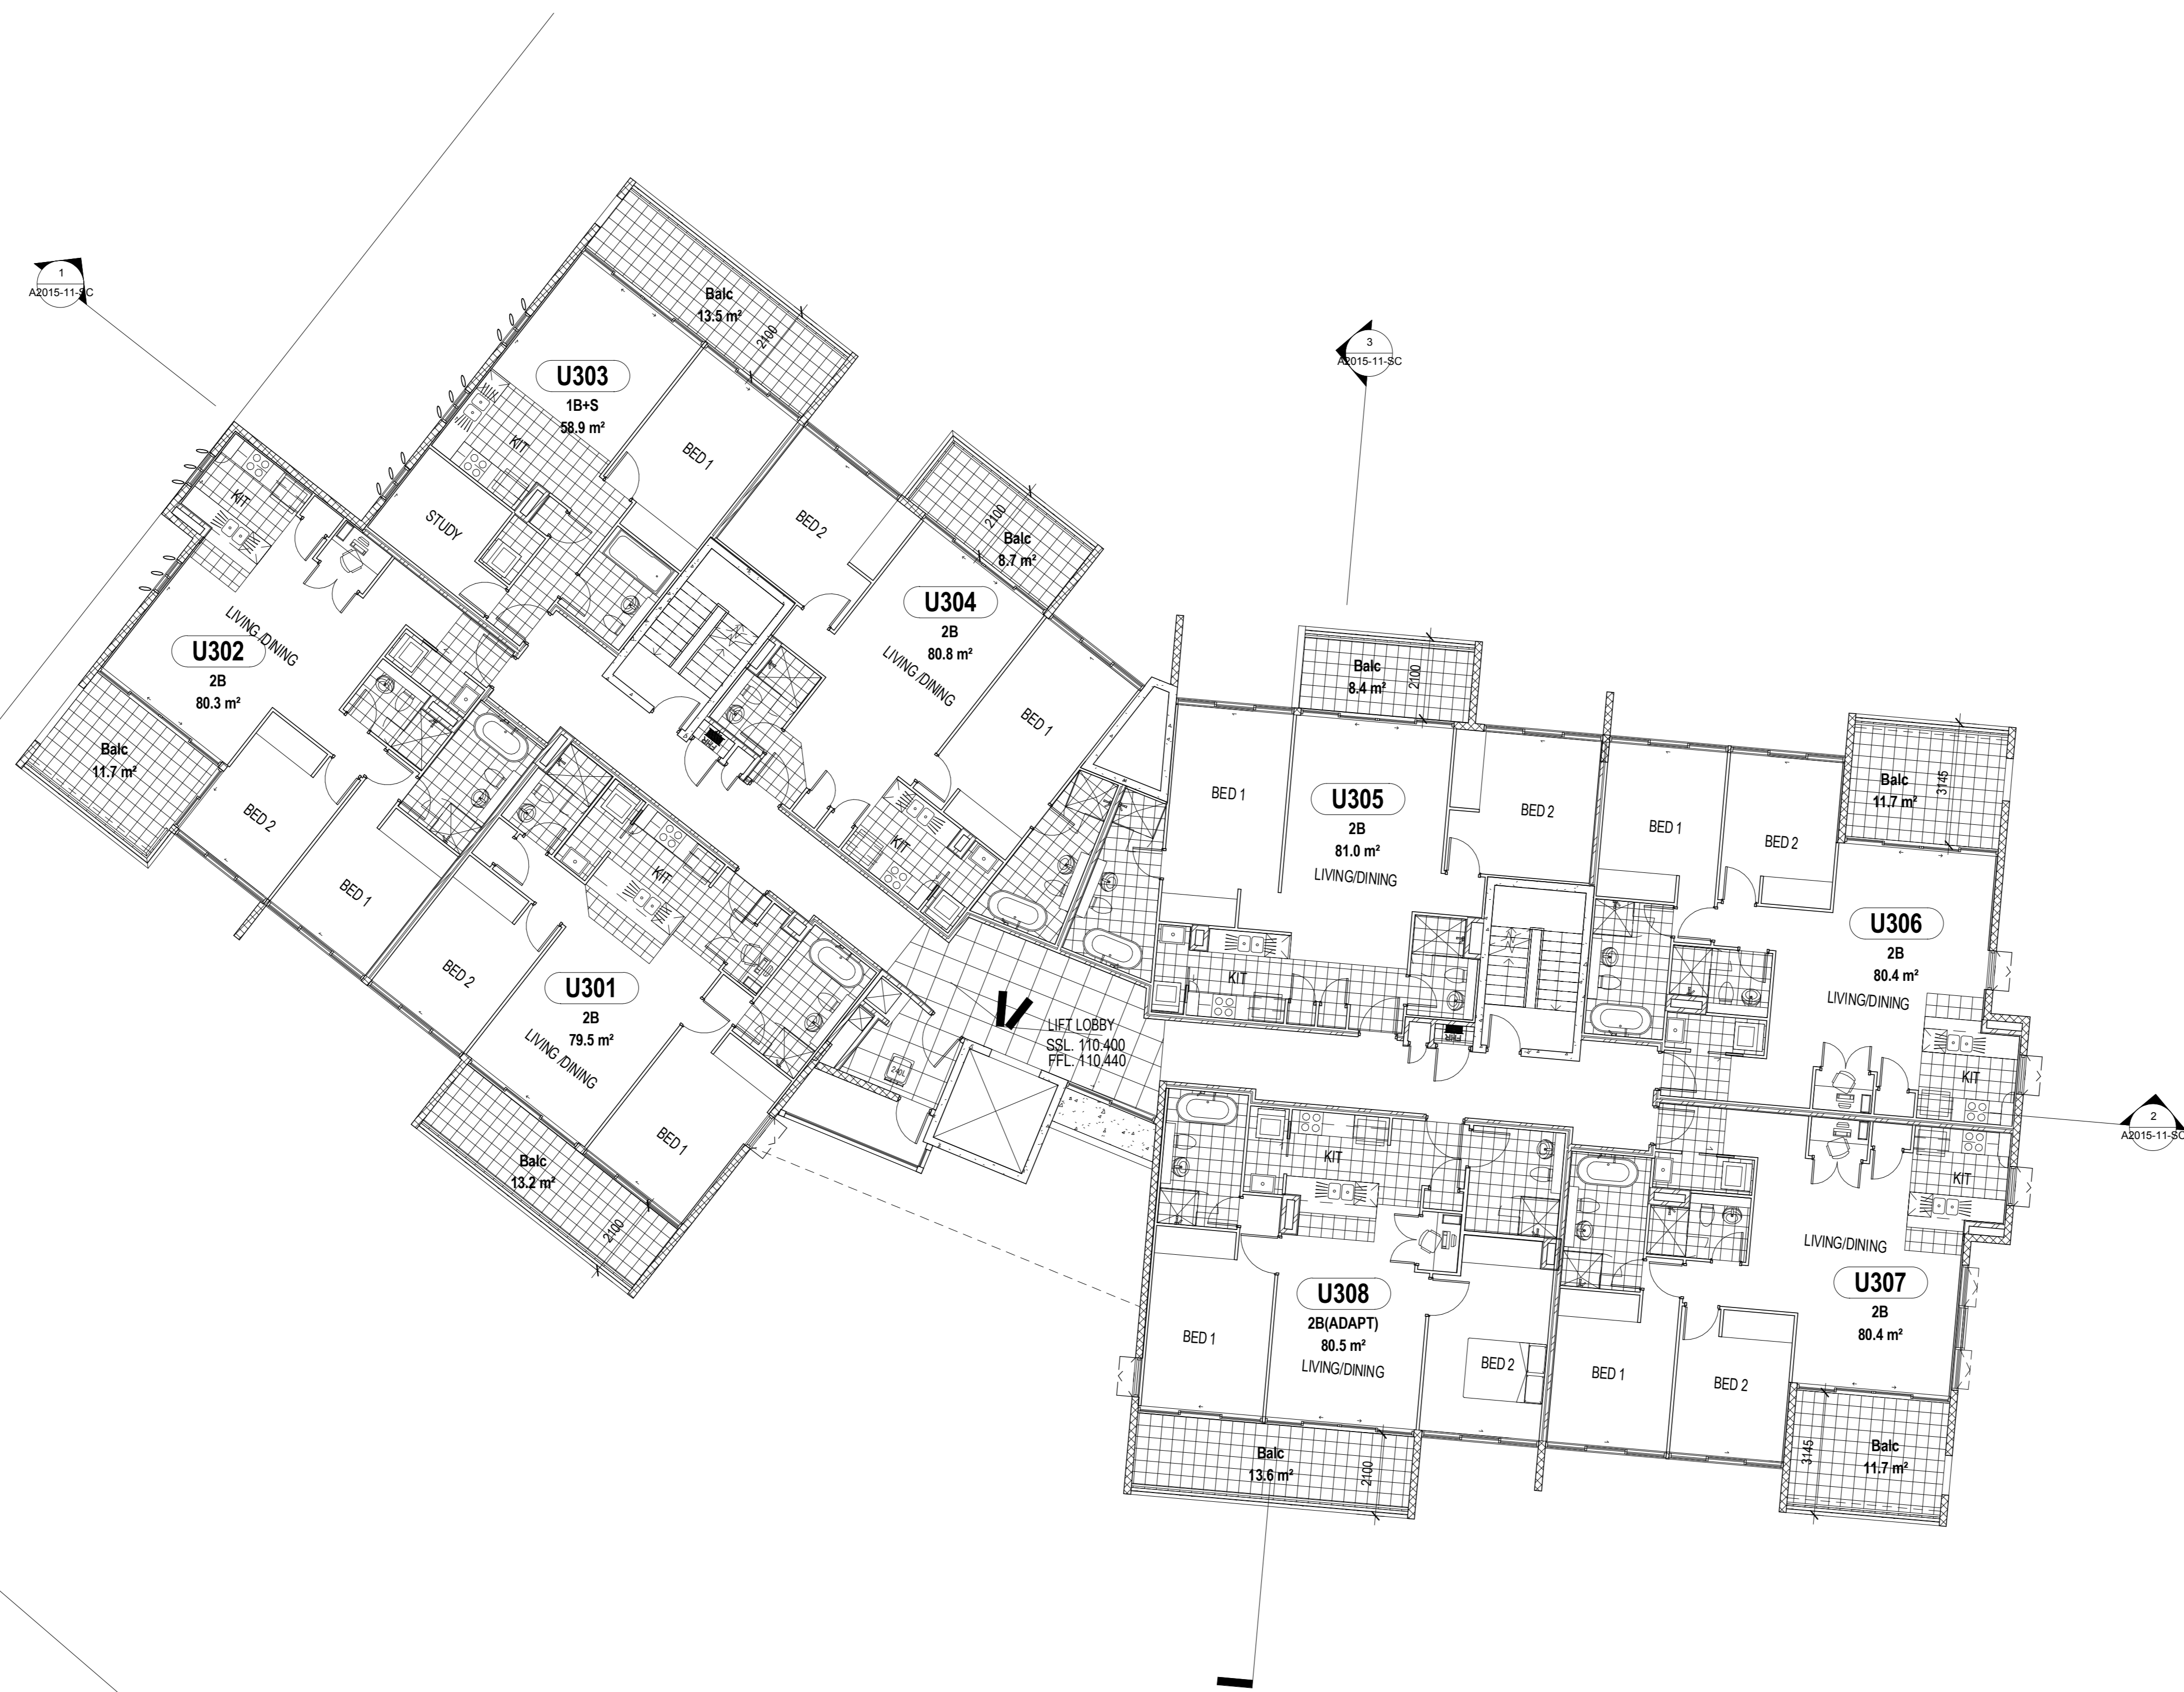 1
A2015-11-SC
Balc
13.5 m²
2100
U303
1B+S
58.9 m²
KIT
BED 1
STUDY
3
A2015-11-SC
KIT
LIVING /DINING
U302
2B
80.3 m²
Balc
11.7 m²
BED 2
BED 1
BED 2
2100
Balc
8.7 m²
U304
2B
80.8 m²
LIVING /DINING
BED 1
KIT
FHR
Balc
8.4 m²
2100
BED 1
U305
2B
81.0 m²
LIVING/DINING
BED 2
KIT
FHR
BED 1
BED 2
Balc
11.7 m²
3145
U306
2B
80.4 m²
LIVING/DINING
KIT
KIT
BED 2
U301
2B
79.5 m²
LIVING /DINING
BED 1
Balc
13.2 m²
2100
240L
LIFT LOBBY
SSL. 110.400
FFL. 110.440
2
A2015-11-SC
KIT
U308
2B(ADAPT)
80.5 m²
LIVING/DINING
BED 1
BED 2
Balc
13.6 m²
2100
KIT
LIVING/DINING
U307
2B
80.4 m²
BED 1
BED 2
3145
Balc
11.7 m²